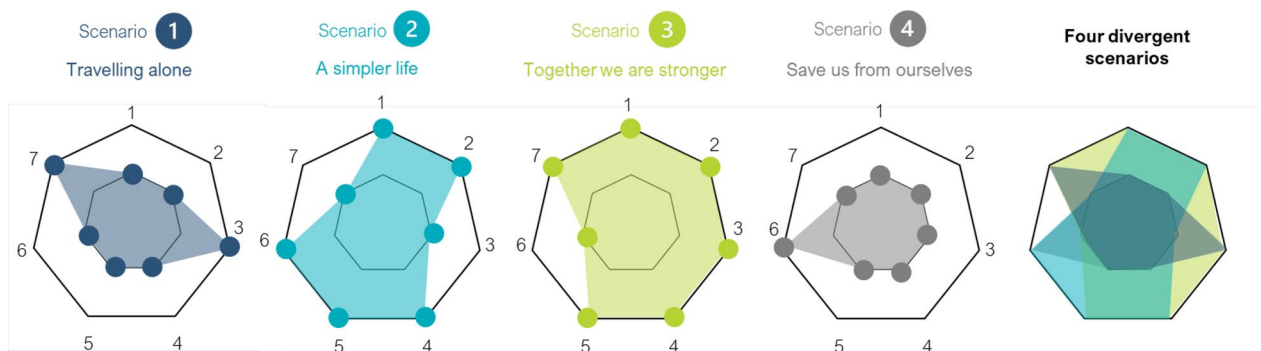 Scenario 1
Travelling alone
Scenario 2
A simpler life
Scenario 3
Together we are stronger
Scenario 4
Save us from ourselves
Four divergent
scenarios
1
2
3
4
5
6
7
1
2
3
4
5
6
7
1
2
3
4
5
6
7
1
2
3
4
5
6
7